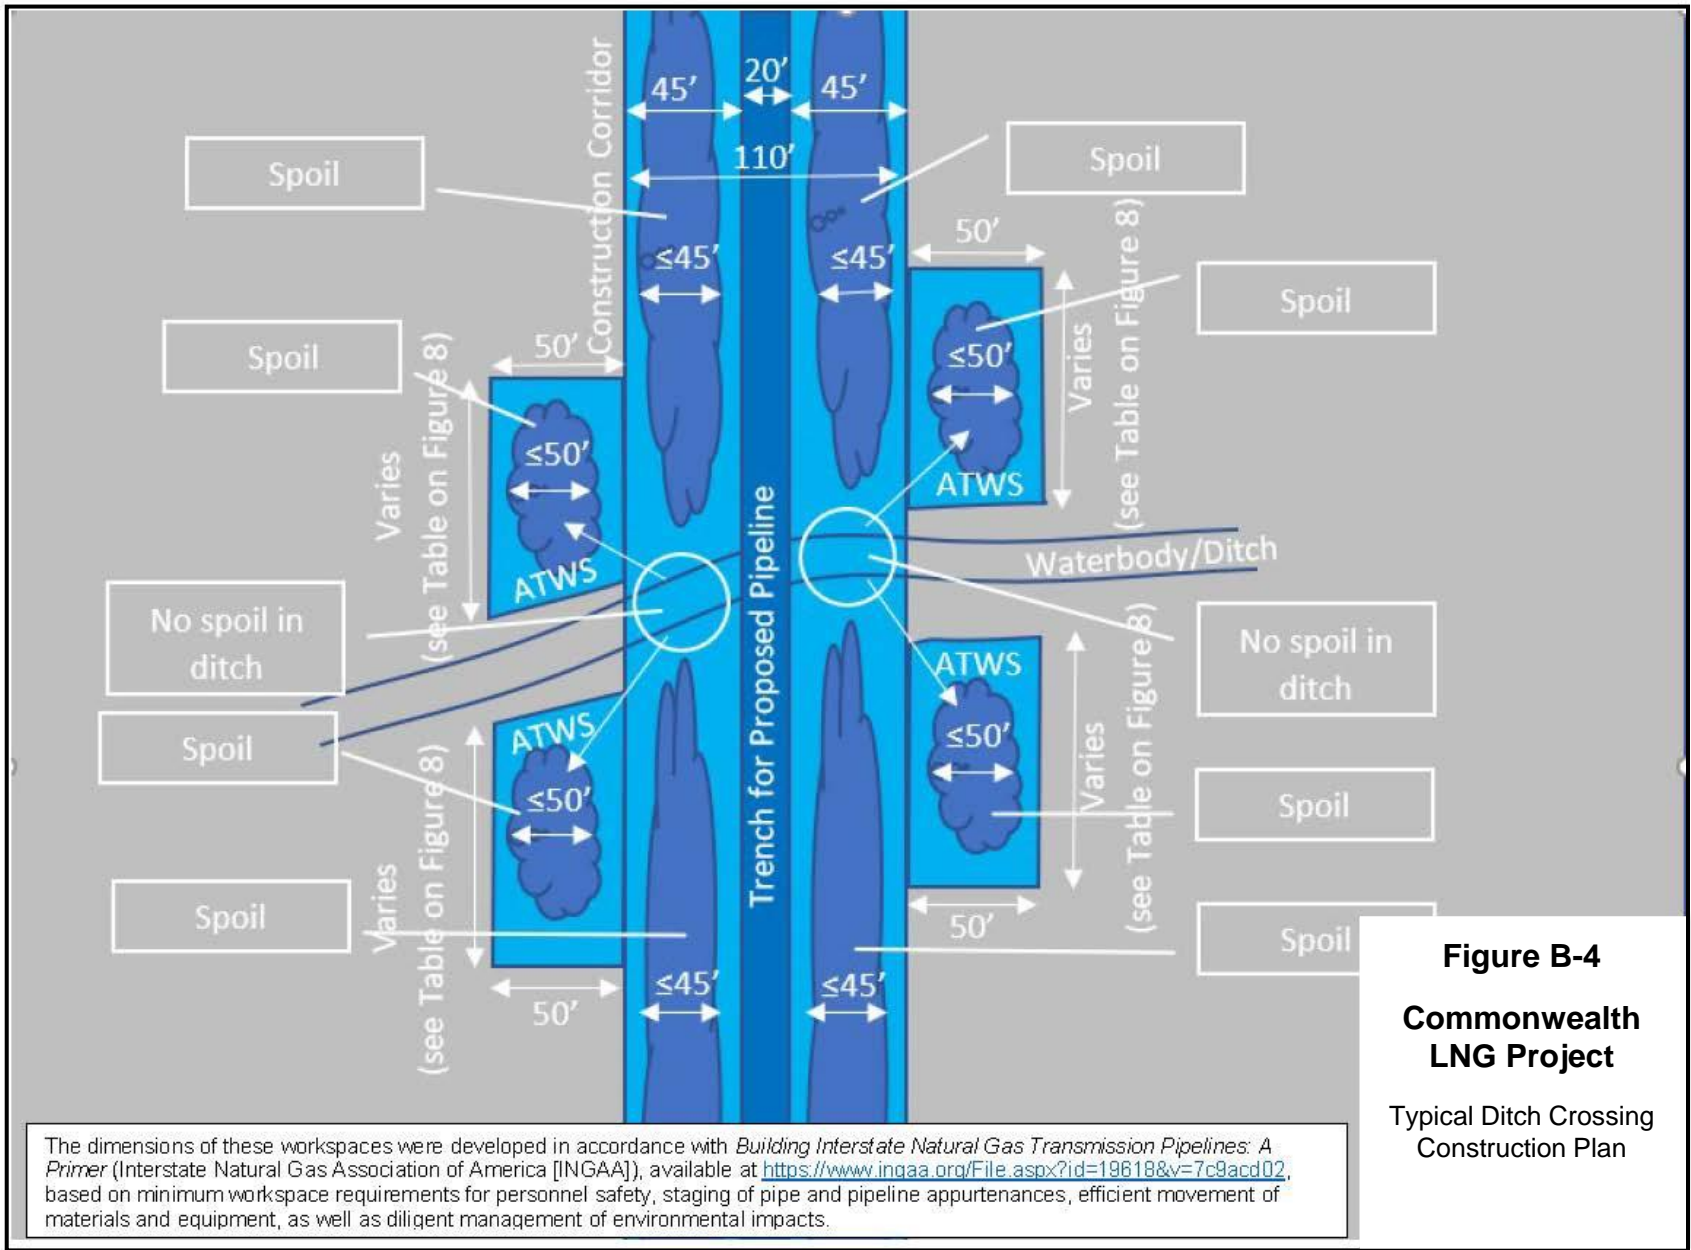 Construction Corridor
45’
20’
45’
110’
Spoil
Spoil
≤45’
≤45’
50’
Spoil
Varies
(see Table on Figure 8)
≤50’
ATWS
Spoil
50’
Varies
(see Table on Figure 8)
≤50’
ATWS
Waterbody/Ditch
Trench for Proposed Pipeline
No spoil in
ditch
No spoil in
ditch
Spoil
ATWS
≤50’
Varies
(see Table on Figure 8)
50’
ATWS
≤50’
Varies
(see Table on Figure 8)
Spoil
50’
Spoil
Spoil
≤45’
≤45’
Figure B-4
Commonwealth
LNG Project
Typical Ditch Crossing
Construction Plan
The dimensions of these workspaces were developed in accordance with Building Interstate Natural Gas Transmission Pipelines: A
Primer (Interstate Natural Gas Association of America [INGAA]), available at https://www.ingaa.org/File.aspx?id=19618&v=7c9acd02,
based on minimum workspace requirements for personnel safety, staging of pipe and pipeline appurtenances, efficient movement of
materials and equipment, as well as diligent management of environmental impacts.